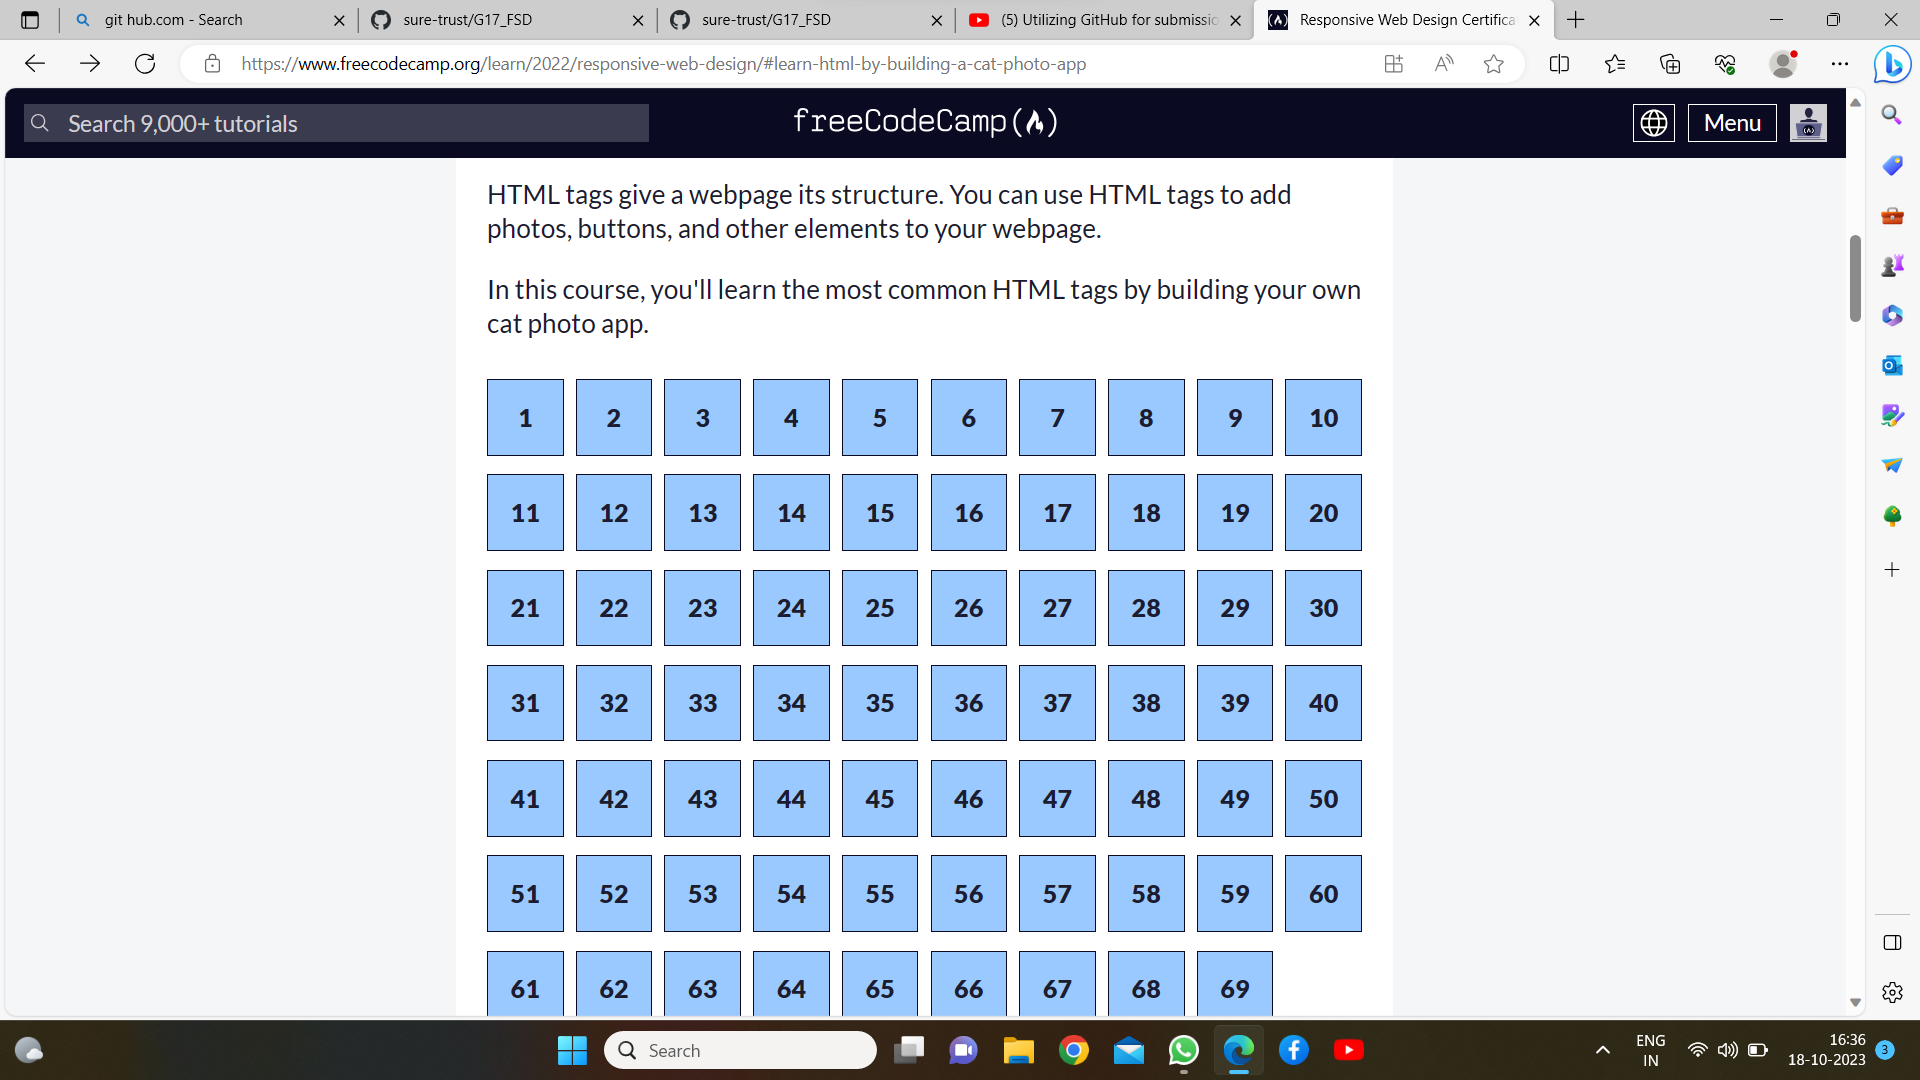 git hub.com - Search
sure-trust/G17_FSD
sure-trust/G17_FSD
(5) Utilizing GitHub for submissio
Responsive Web Design Certifica
https://www.freecodecamp.org/learn/2022/responsive-web-design/#learn-html-by-building-a-cat-photo-app
Search 9,000+ tutorials
freeCodeCamp
Menu
HTML tags give a webpage its structure. You can use HTML tags to add
photos, buttons, and other elements to your webpage.
In this course, you'll learn the most common HTML tags by building your own
cat photo app.
1 2 3 4 5 6 7 8 9 10
11 12 13 14 15 16 17 18 19 20
21 22 23 24 25 26 27 28 29 30
31 32 33 34 35 36 37 38 39 40
41 42 43 44 45 46 47 48 49 50
51 52 53 54 55 56 57 58 59 60
61 62 63 64 65 66 67 68 69
Search
ENG
IN
16:36
18-10-2023
3